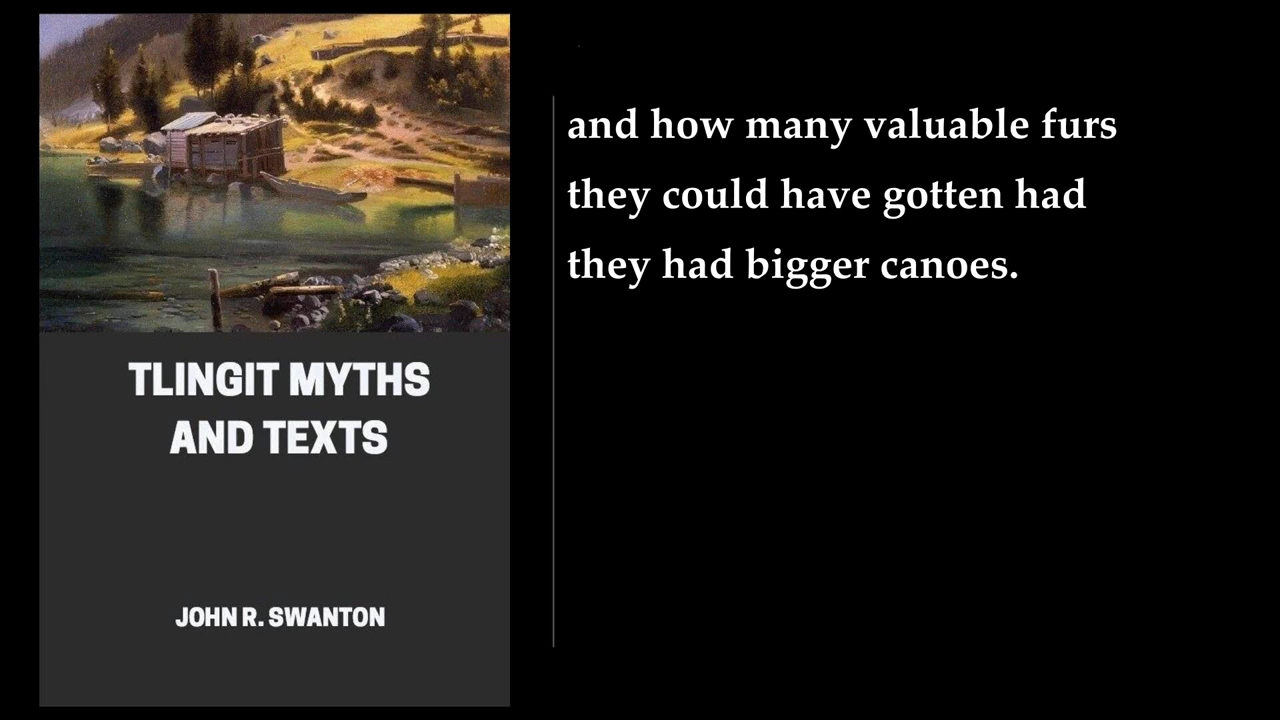 TLINGIT MYTHS
AND TEXTS
JOHN R. SWANTON
and how many valuable furs
they could have gotten had
they had bigger canoes.